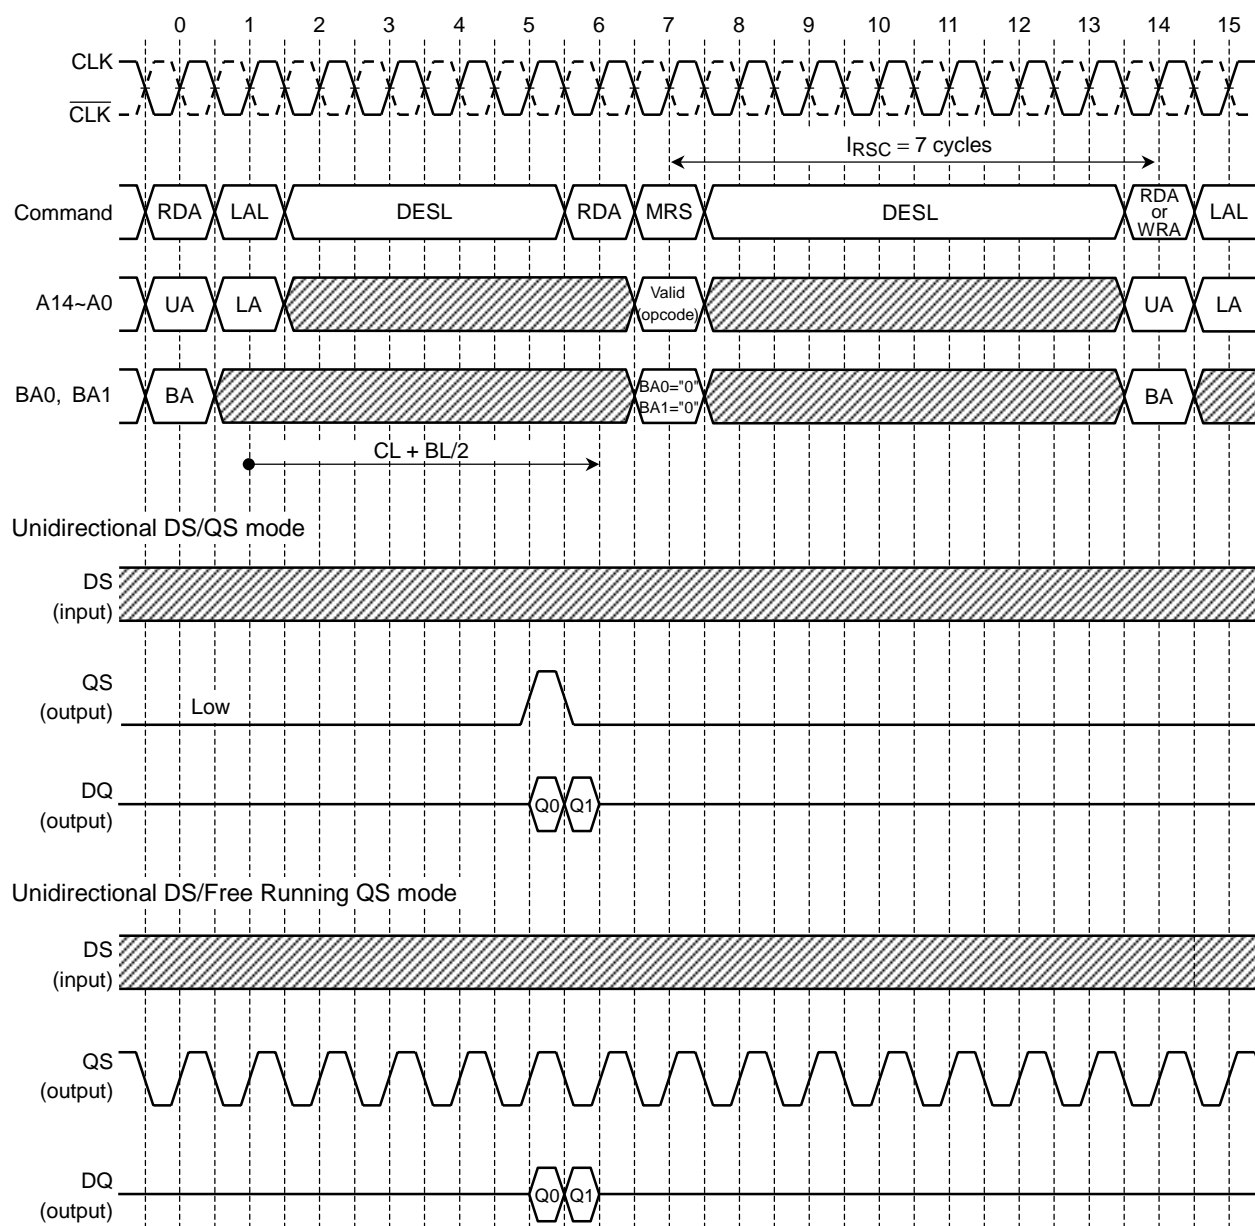 0 1 2 3 4 5 6 7 8 9 10 11 12 13 14 15
CLK
CLK
IRSC = 7 cycles
Command RDA LAL DESL RDA MRS DESL RDA or WRA LAL
A14~A0 UA LA Valid (opcode) UA LA
BA0, BA1 BA BA0="0" BA1="0" BA
CL + BL/2
Unidirectional DS/QS mode
DS
(input)
QS
(output) Low
DQ Q0 Q1
(output)
Unidirectional DS/Free Running QS mode
DS
(input)
QS
(output)
DQ
(output) Q0 Q1